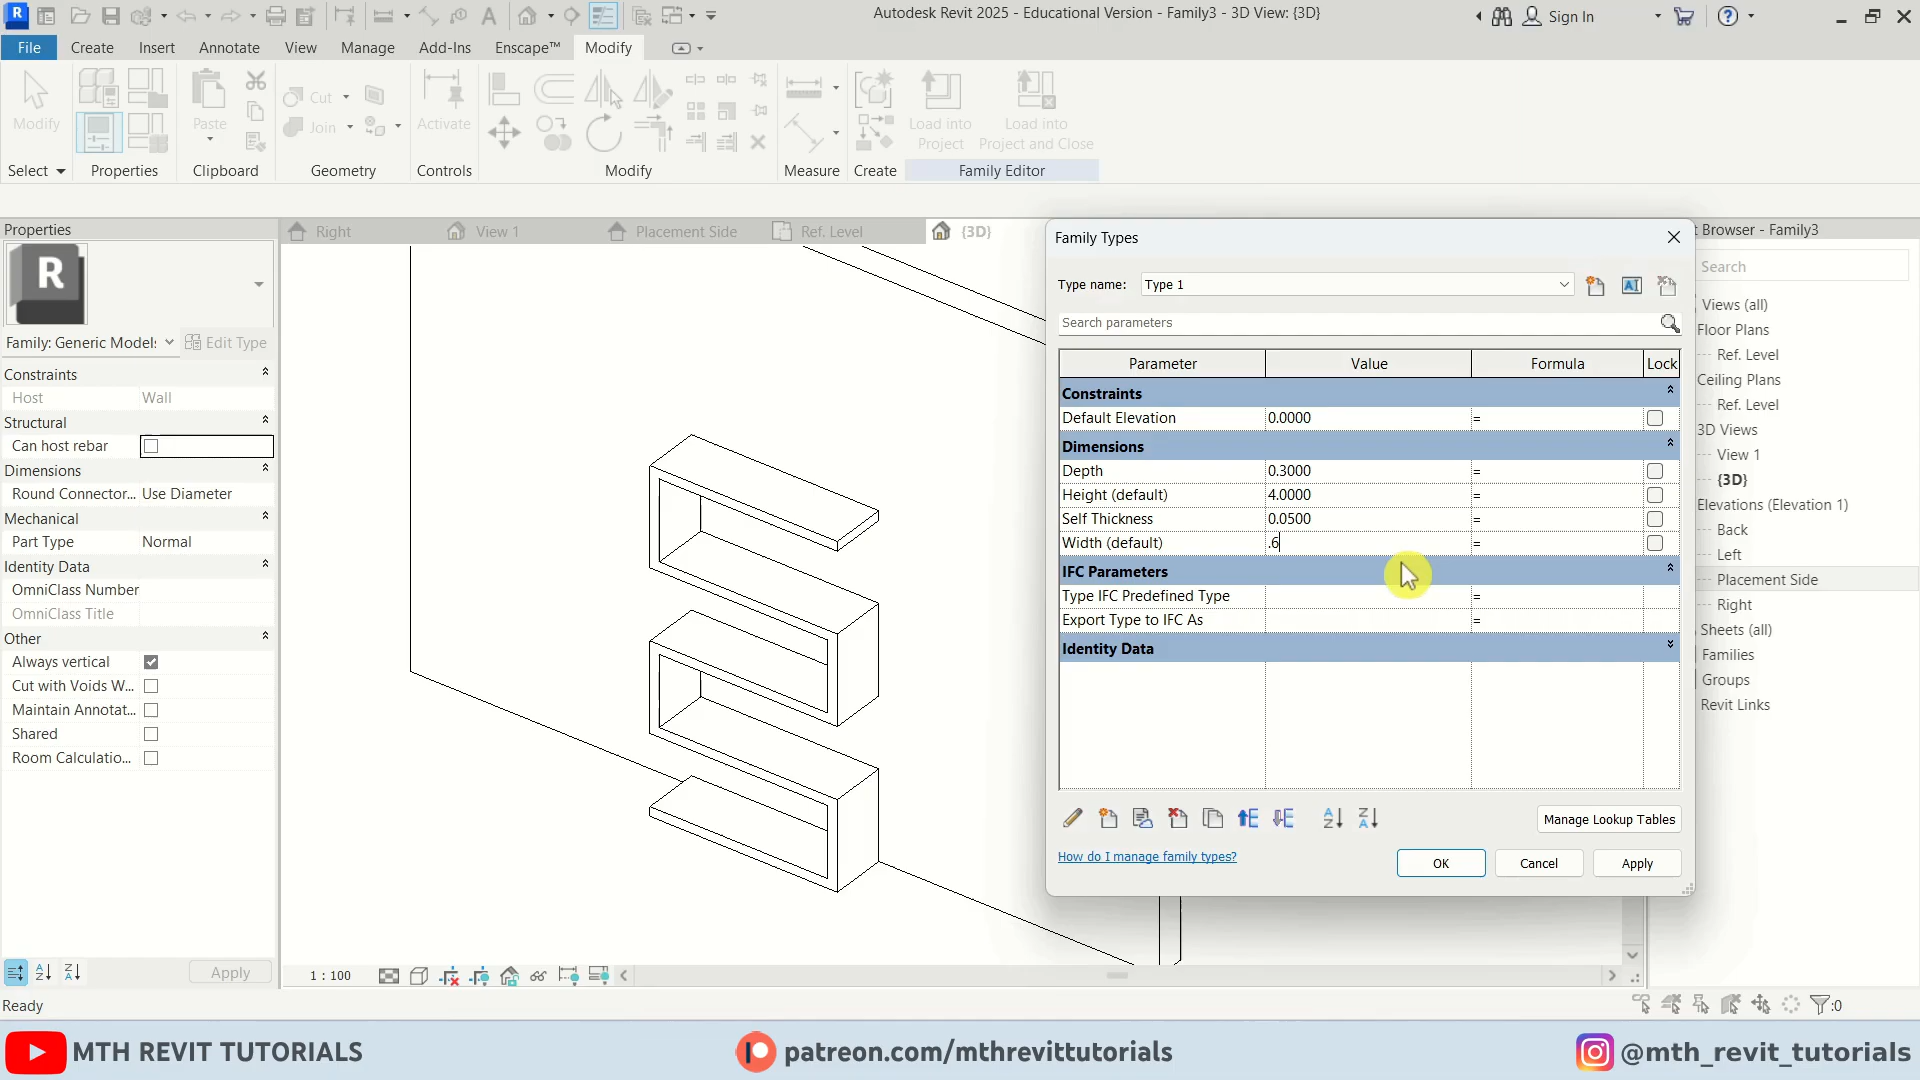 Autodesk Revit 2025 - Educational Version - Family3 - 3D View: {3D}
Sign In
File
Create
Insert
Annotate
View
Manage
Add-Ins
Enscape™
Modify
Modify
Paste
Cut
Join
Activate
Load into Project
Load into Project and Close
Select
Properties
Clipboard
Geometry
Controls
Modify
Measure
Create
Family Editor
Properties
R
Family: Generic Models
Edit Type
Constraints
Host
Wall
Structural
Can host rebar
Dimensions
Round Connector...
Use Diameter
Mechanical
Part Type
Normal
Identity Data
OmniClass Number
OmniClass Title
Other
Always vertical
Cut with Voids W...
Maintain Annotat...
Shared
Room Calculatio...
Apply
Right
View 1
Placement Side
Ref. Level
{3D}
1 : 100
Family Types
Type name:
Type 1
Search parameters
Parameter
Value
Formula
Lock
Constraints
Default Elevation
0.0000
=
Dimensions
Depth
0.3000
=
Height (default)
4.0000
=
Self Thickness
0.0500
=
Width (default)
.6
=
IFC Parameters
Type IFC Predefined Type
=
Export Type to IFC As
=
Identity Data
Manage Lookup Tables
How do I manage family types?
OK
Cancel
Apply
Browser - Family3
Search
Views (all)
Floor Plans
Ref. Level
Ceiling Plans
Ref. Level
3D Views
View 1
{3D}
Elevations (Elevation 1)
Back
Left
Placement Side
Right
Sheets (all)
Families
Groups
Revit Links
Ready
:0
MTH REVIT TUTORIALS
patreon.com/mthrevittutorials
@mth_revit_tutorials